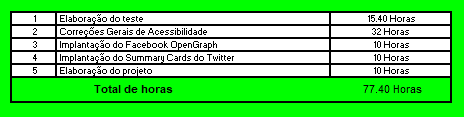 1 Elaboração do teste 15.40 Horas
2 Correções Gerais de Acessibilidade 32 Horas
3 Implantação do Facebook OpenGraph 10 Horas
4 Implantação do Summary Cards do Twitter 10 Horas
5 Elaboração do projeto 10 Horas
Total de horas 77.40 Horas